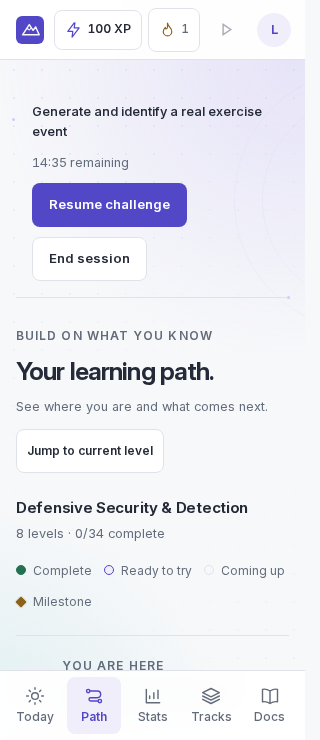 100 XP
1
L
Generate and identify a real exercise
event
14:35 remaining
Resume challenge
End session
BUILD ON WHAT YOU KNOW
Your learning path.
See where you are and what comes next.
Jump to current level
Defensive Security & Detection
8 levels · 0/34 complete
Complete
Ready to try
Coming up
Milestone
YOU ARE HERE
Today
Path
Stats
Tracks
Docs